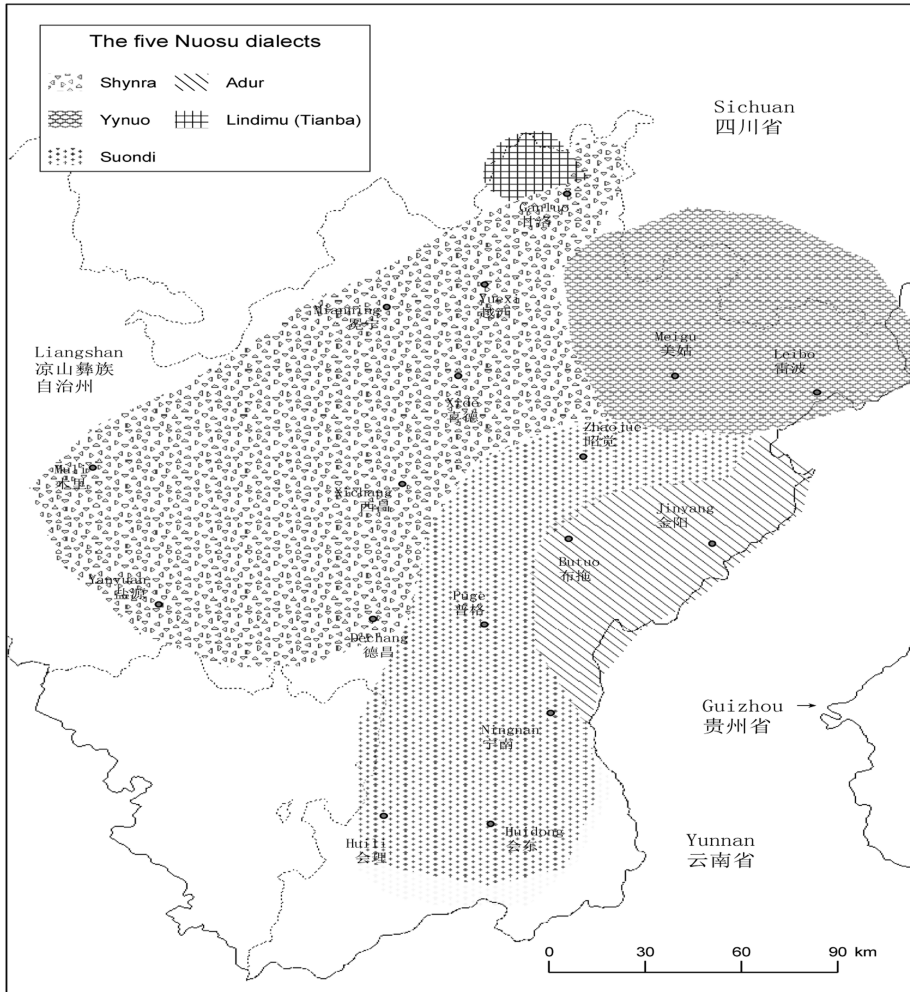 The five Nuosu dialects
Shynra
Adur
Yynuo
Lindimu (Tianba)
Suondi
Sichuan
四川省
Ganluo
甘洛
Yuexi
越西
Mianning
冕宁
Liangshan
凉山彝族
自治州
Meigu
美姑
Leibo
雷波
Xide
喜德
Zhaojue
昭觉
Muli
木里
Xichang
西昌
Jinyang
金阳
Butuo
布拖
Yanyuan
盐源
Puge
普格
Dechang
德昌
Guizhou
贵州省
Ningnan
宁南
Huili
会理
Huidong
会东
Yunnan
云南省
0 30 60 90 km